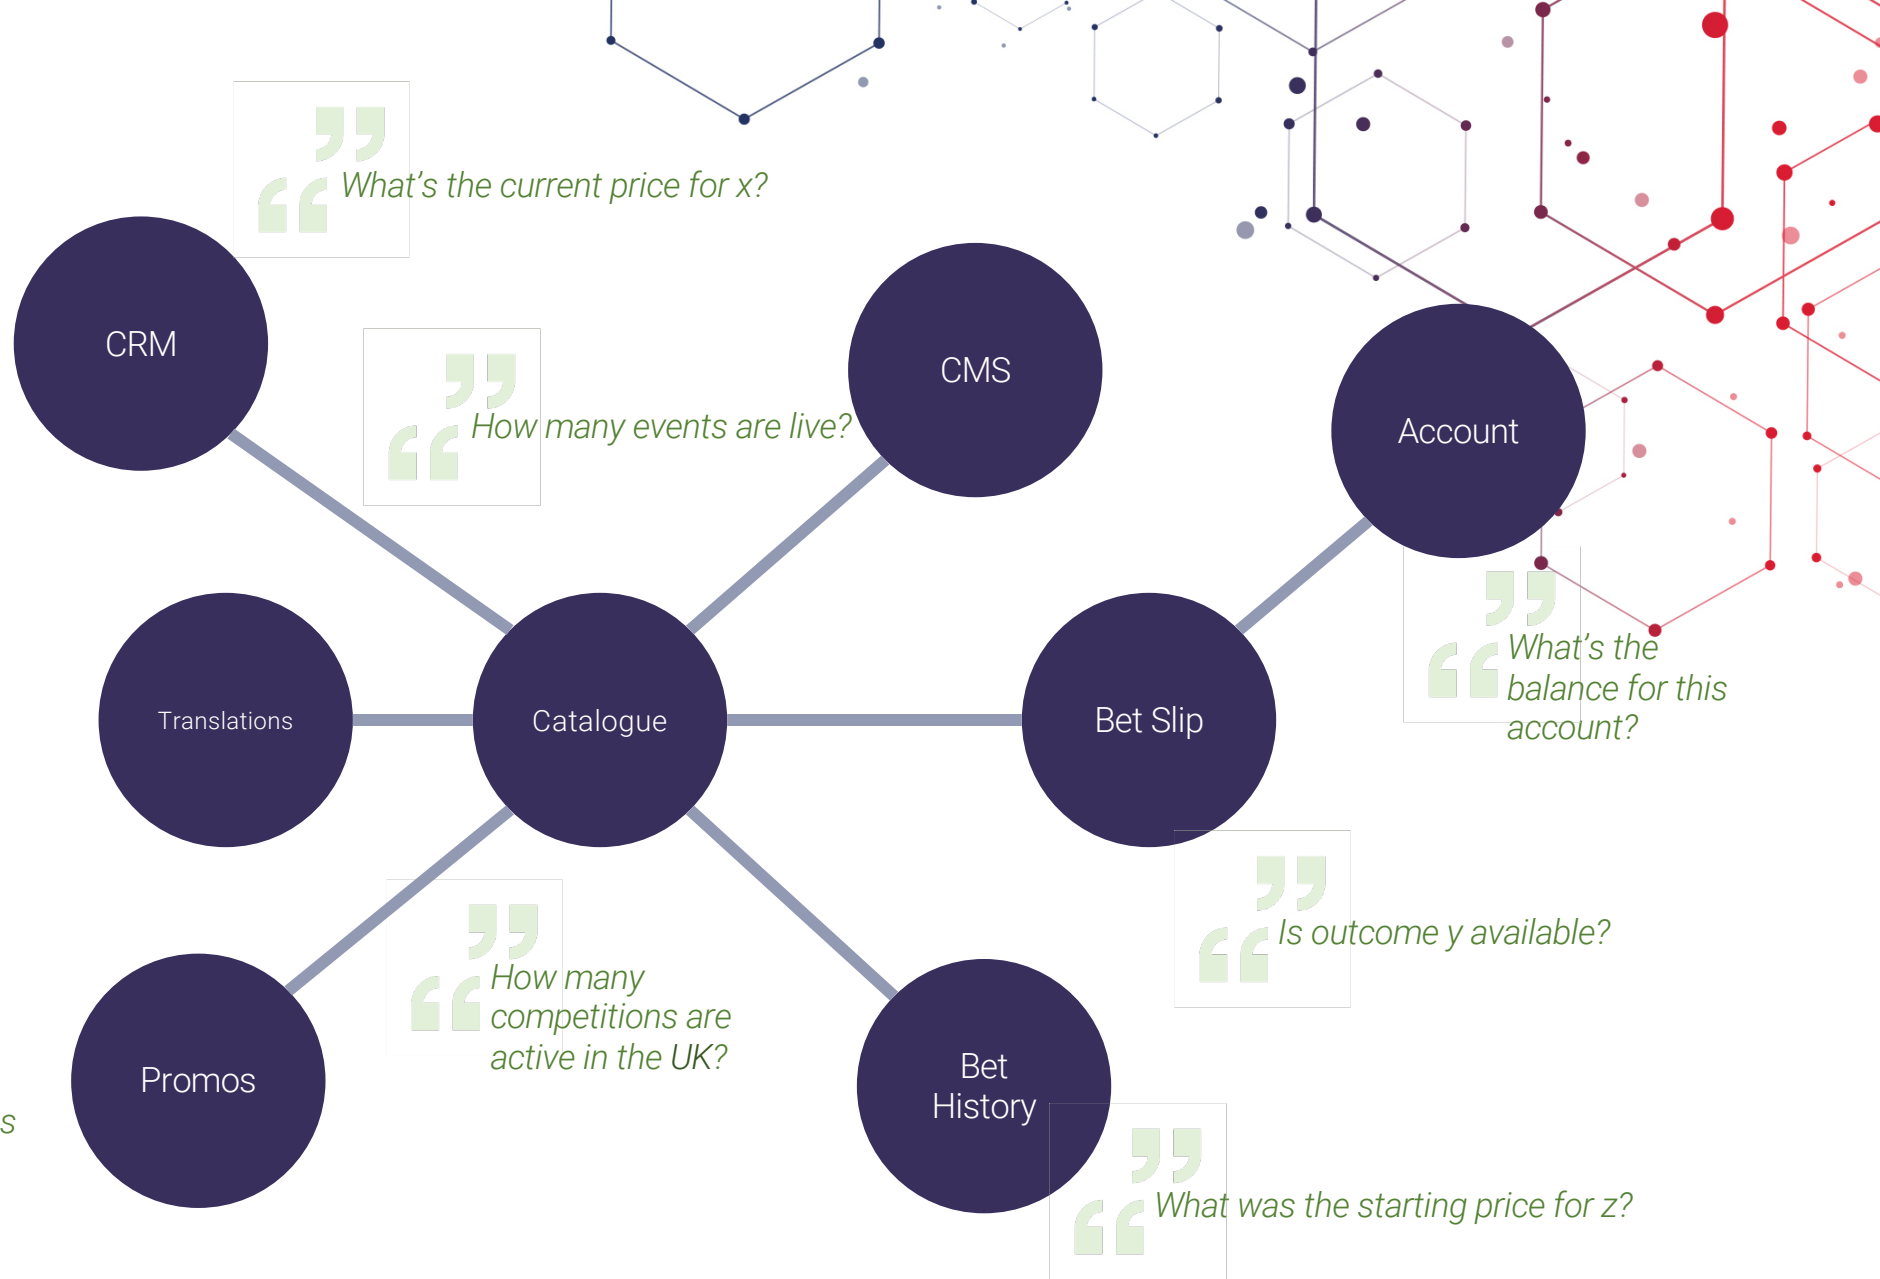 What’s the current price for x?
CRM
CMS
How many events are live?
Account
What’s the
balance for this
account?
Translations
Catalogue
Bet Slip
Is outcome y available?
How many
competitions are
active in the UK?
Promos
Bet
History
s
What was the starting price for z?